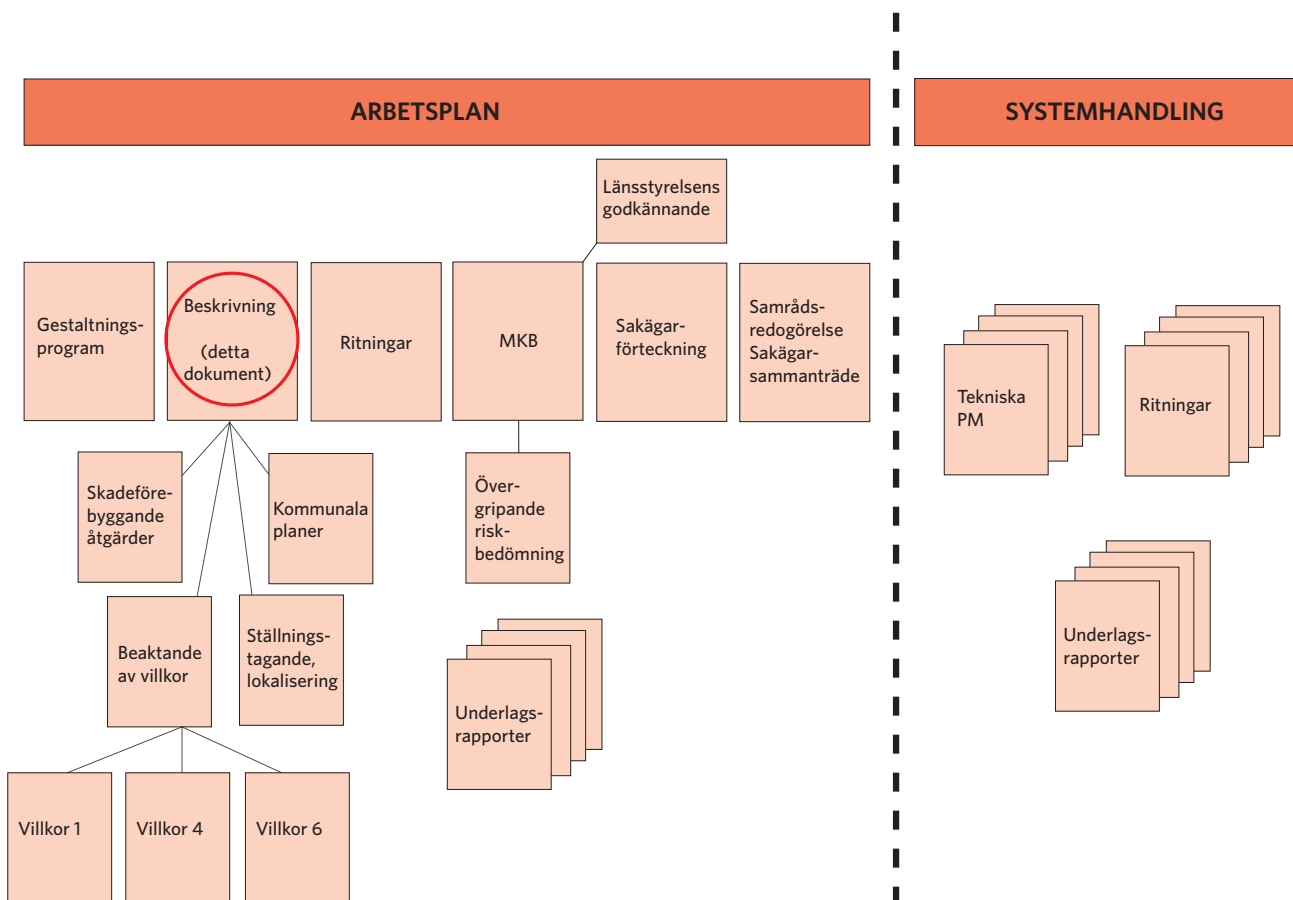 ARBETSPLAN
SYSTEMHANDLING
Länsstyrelsens
godkännande
Gestaltnings-
program
Beskrivning
(detta
dokument)
Ritningar
MKB
Sakägar-
förteckning
Samråds-
redogörelse
Sakägar-
sammanträde
Tekniska
PM
Ritningar
Skadeföre-
byggande
åtgärder
Kommunala
planer
Över-
gripande
risk-
bedömning
Beaktande
av villkor
Ställnings-
tagande,
lokalisering
Underlags-
rapporter
Underlags-
rapporter
Villkor 1
Villkor 4
Villkor 6